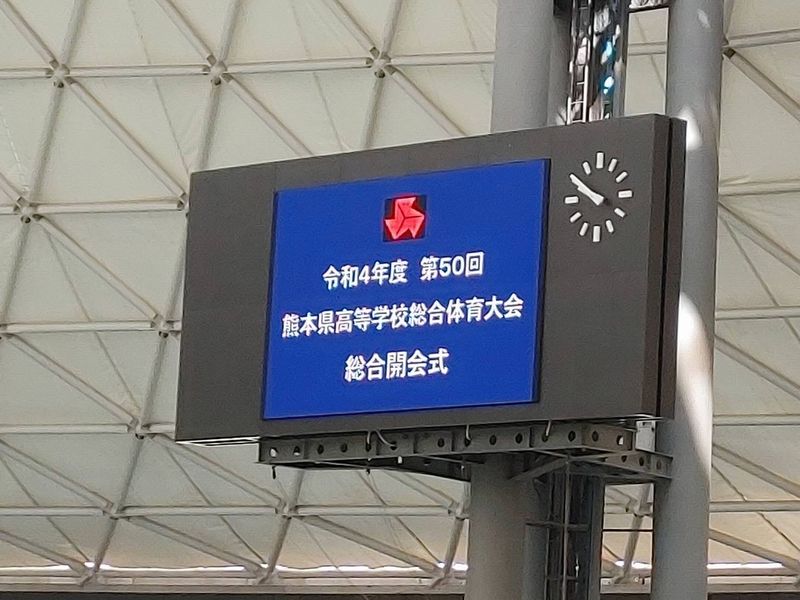 令和4年度 第50回
熊本県高等学校総合体育大会
総合開会式